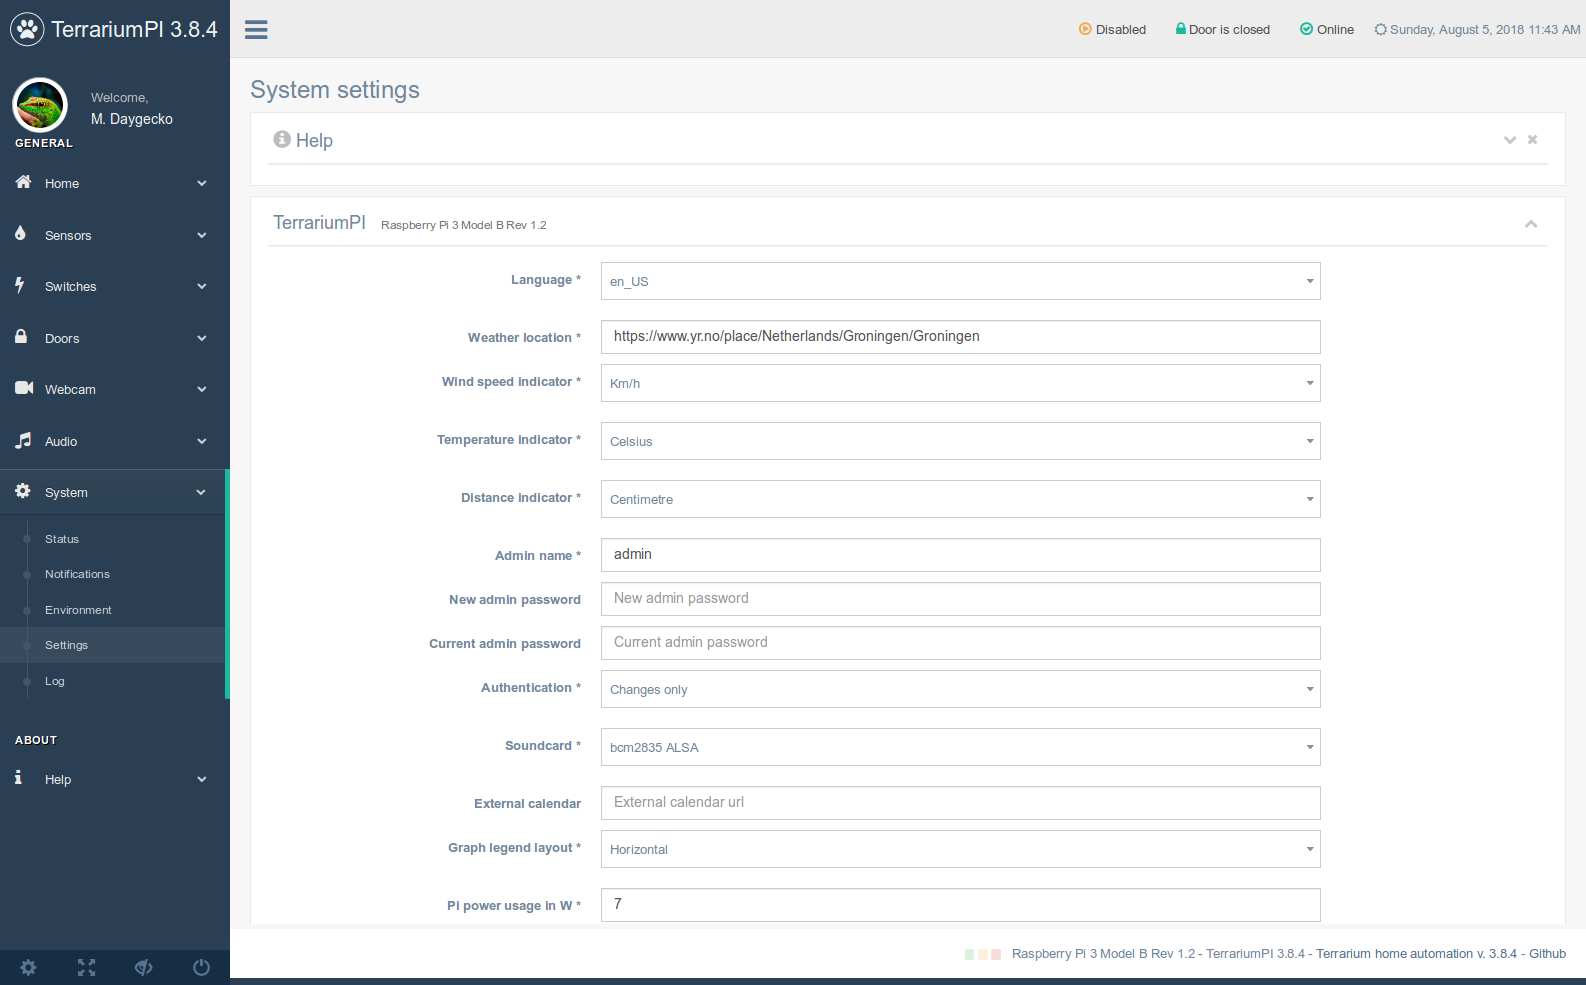 TerrariumPI 3.8.4
Disabled
Door is closed
Online
Sunday, August 5, 2018 11:43 AM
Welcome,
M. Daygecko
GENERAL
Home
Sensors
Switches
Doors
Webcam
Audio
System
Status
Notifications
Environment
Settings
Log
ABOUT
Help
System settings
Help
TerrariumPI Raspberry Pi 3 Model B Rev 1.2
Language * en_US
Weather location * https://www.yr.no/place/Netherlands/Groningen/Groningen
Wind speed indicator * Km/h
Temperature indicator * Celsius
Distance indicator * Centimetre
Admin name * admin
New admin password New admin password
Current admin password Current admin password
Authentication * Changes only
Soundcard * bcm2835 ALSA
External calendar External calendar url
Graph legend layout * Horizontal
Pi power usage in W * 7
Raspberry Pi 3 Model B Rev 1.2 - TerrariumPI 3.8.4 - Terrarium home automation v. 3.8.4 - Github